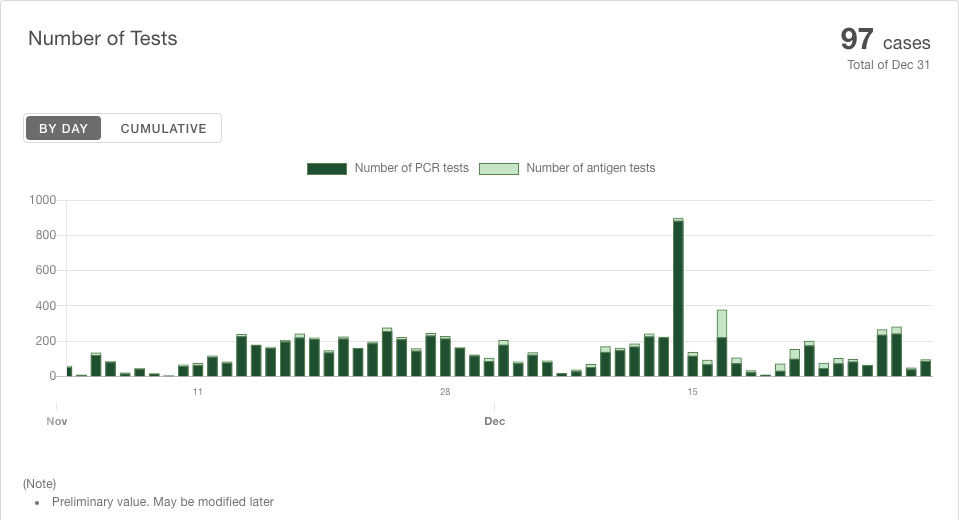 Number of Tests
97 cases
Total of Dec 31
BY DAY
CUMULATIVE
Number of PCR tests
Number of antigen tests
1000
800
600
400
200
0
11
28
15
Nov
Dec
(Note)
• Preliminary value. May be modified later